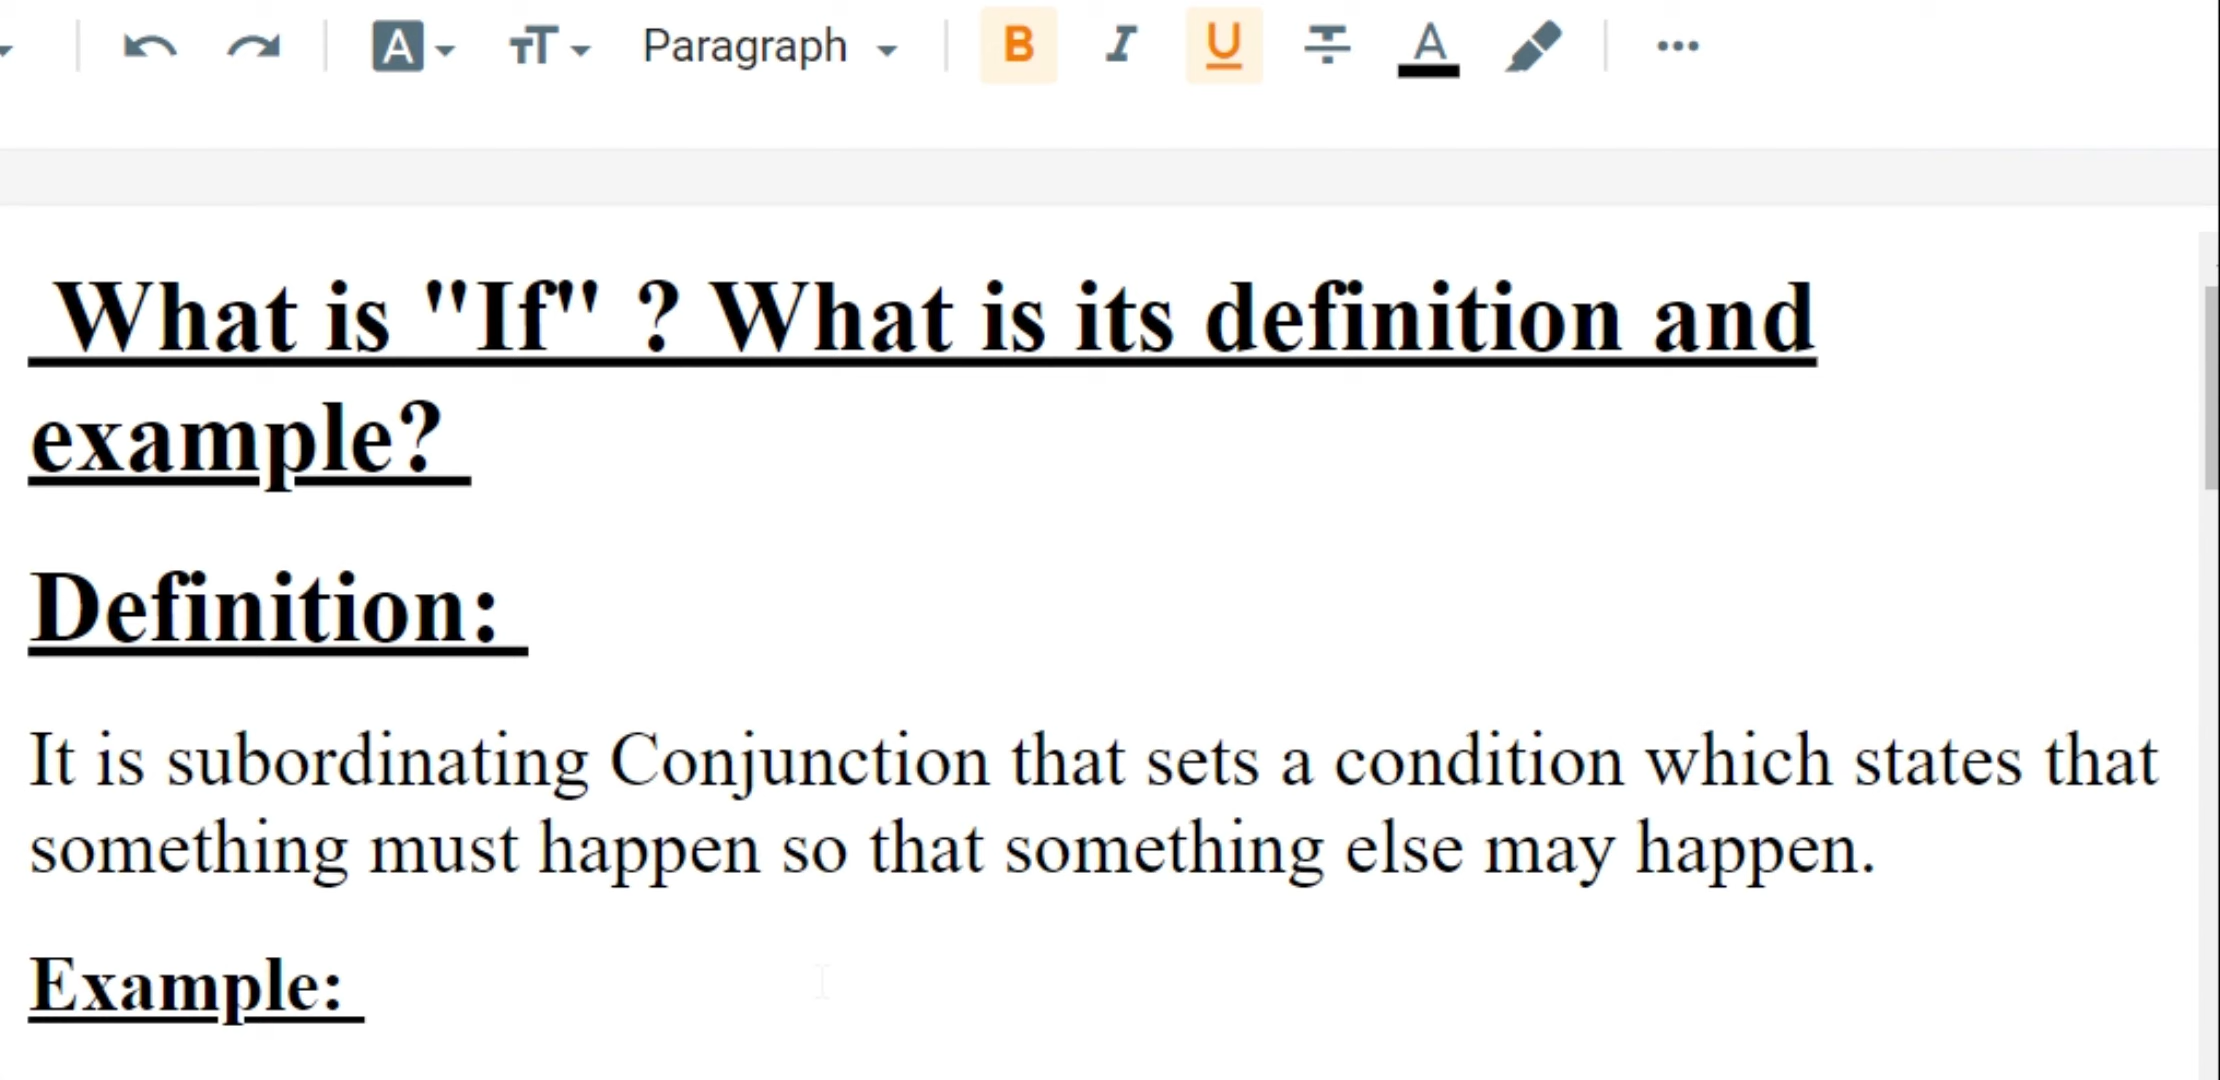 Paragraph B I U A
What is "If" ? What is its definition and
example?
Definition:
It is subordinating Conjunction that sets a condition which states that
something must happen so that something else may happen.
Example: